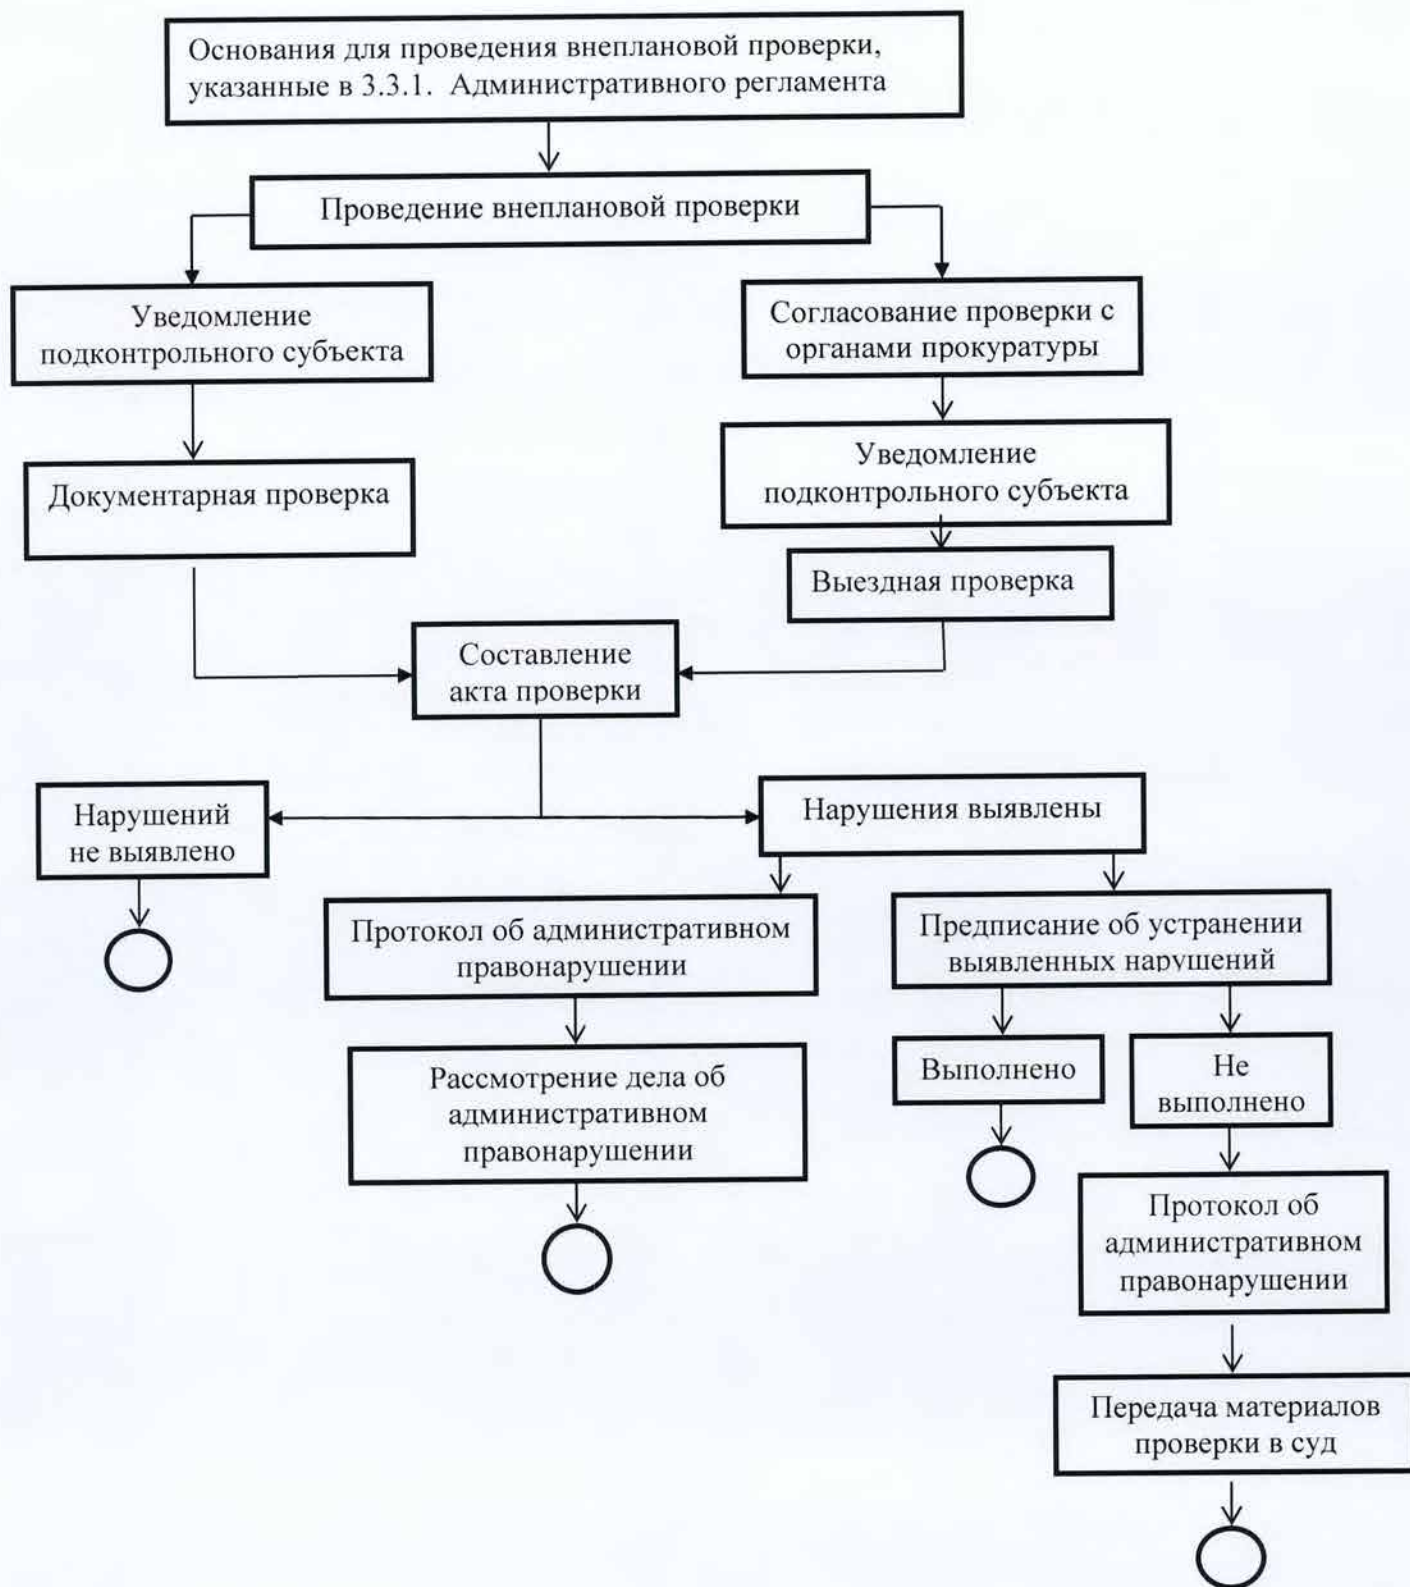 Основания для проведения внеплановой проверки,
указанные в 3.3.1. Административного регламента
Проведение внеплановой проверки
Уведомление
подконтрольного субъекта
Согласование проверки с
органами прокуратуры
Документарная проверка
Уведомление
подконтрольного субъекта
Выездная проверка
Составление
акта проверки
Нарушений
не выявлено
Нарушения выявлены
Протокол об административном
правонарушении
Предписание об устранении
выявленных нарушений
Рассмотрение дела об
административном
правонарушении
Выполнено
Не
выполнено
Протокол об
административном
правонарушении
Передача материалов
проверки в суд